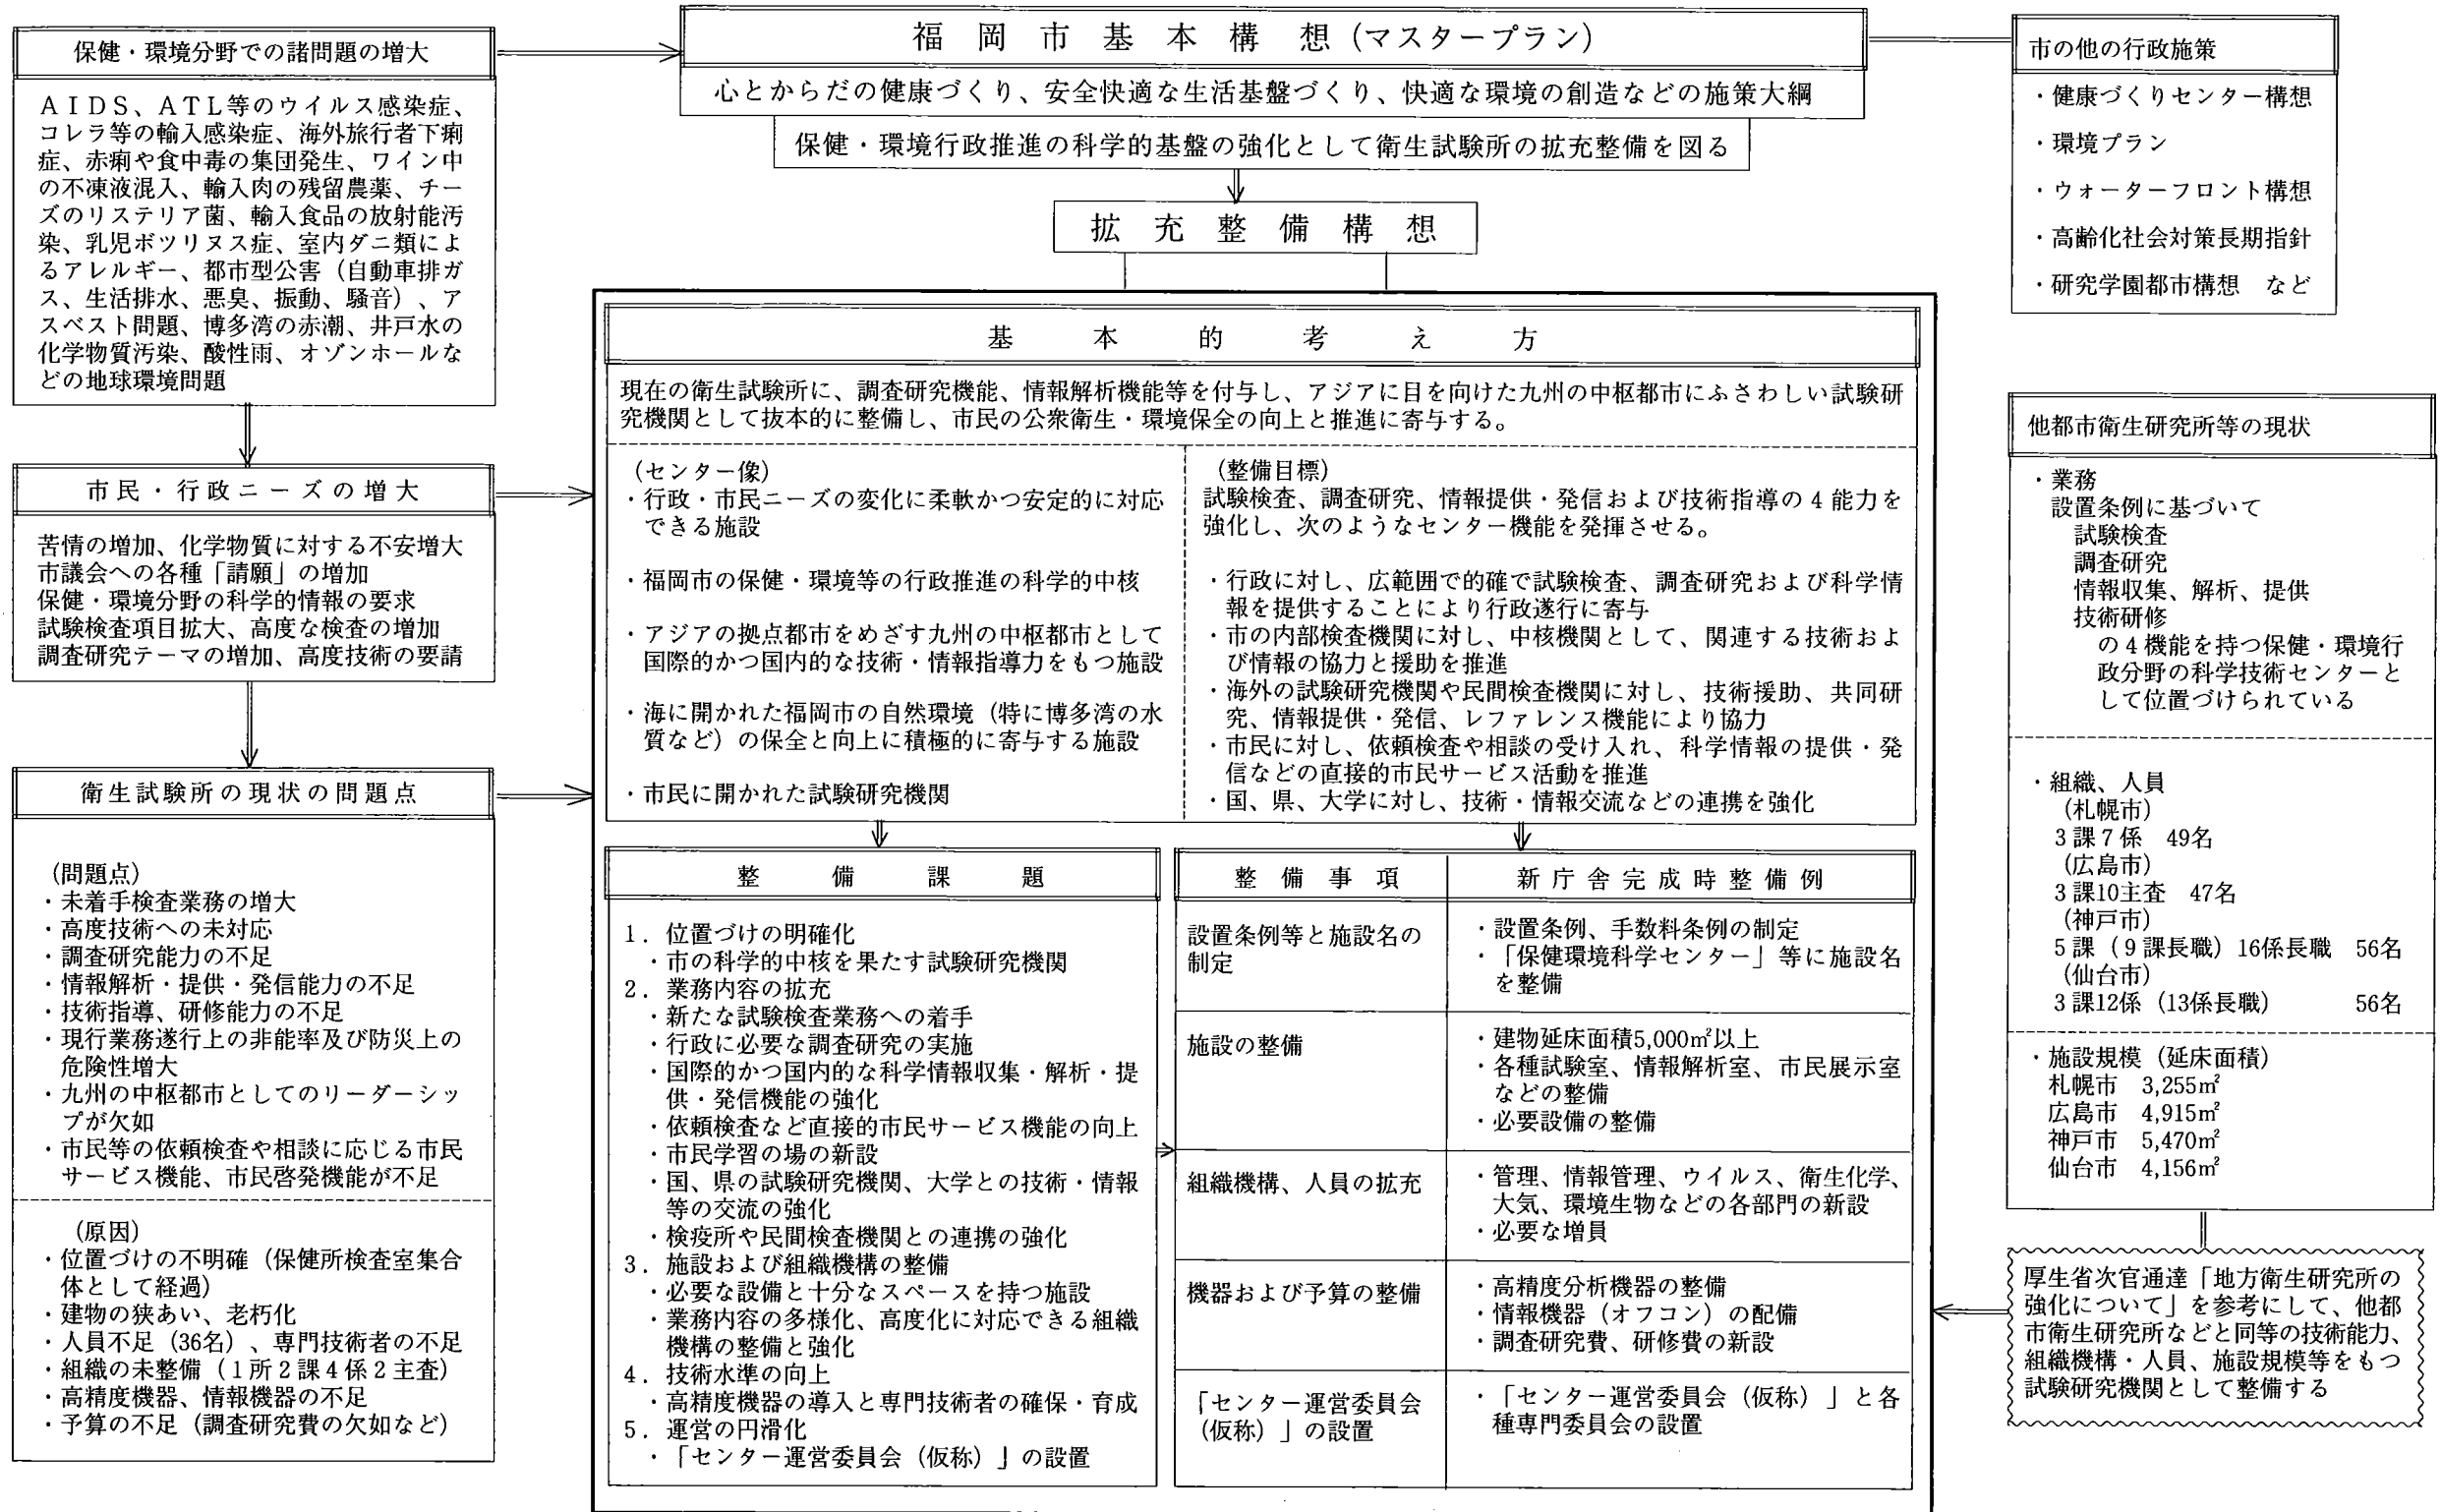 保健・環境分野での諸問題の増大
AIDS、ATL等のウイルス感染症、
コレラ等の輸入感染症、海外旅行者下痢
症、赤痢や食中毒の集団発生、ワイン中
の不凍液混入、輸入肉の残留農薬、チー
ズのリステリア菌、輸入食品の放射能汚
染、乳児ボツリヌス症、室内ダニ類によ
るアレルギー、都市型公害（自動車排ガ
ス、生活排水、悪臭、振動、騒音）、ア
スベスト問題、博多湾の赤潮、井戸水の
化学物質汚染、酸性雨、オゾンホールな
どの地球環境問題
市民・行政ニーズの増大
苦情の増加、化学物質に対する不安増大
市議会への各種「請願」の増加
保健・環境分野の科学的情報の要求
試験検査項目拡大、高度な検査の増加
調査研究テーマの増加、高度技術の要請
衛生試験所の現状の問題点
（問題点）
・未着手検査業務の増大
・高度技術への未対応
・調査研究能力の不足
・情報解析・提供・発信能力の不足
・技術指導、研修能力の不足
・現行業務遂行上の非能率及び防災上の
危険性増大
・九州の中枢都市としてのリーダーシッ
プが欠如
・市民等の依頼検査や相談に応じる市民
サービス機能、市民啓発機能が不足
（原因）
・位置づけの不明確（保健所検査室集合
体として経過）
・建物の狭あい、老朽化
・人員不足（36名）、専門技術者の不足
・組織の未整備（1所2課4係2主査）
・高精度機器、情報機器の不足
・予算の不足（調査研究費の欠如など）
福岡市基本構想（マスタープラン）
心とからだの健康づくり、安全快適な生活基盤づくり、快適な環境の創造などの施策大綱
保健・環境行政推進の科学的基盤の強化として衛生試験所の拡充整備を図る
拡充整備構想
基本的考え方
現在の衛生試験所に、調査研究機能、情報解析機能等を付与し、アジアに目を向けた九州の中枢都市にふさわしい試験研
究機関として抜本的に整備し、市民の公衆衛生・環境保全の向上と推進に寄与する。
（センター像）
・行政・市民ニーズの変化に柔軟かつ安定的に対応
できる施設
・福岡市の保健・環境等の行政推進の科学的中核
・アジアの拠点都市をめざす九州の中枢都市として
国際的かつ国内的な技術・情報指導力をもつ施設
・海に開かれた福岡市の自然環境（特に博多湾の水
質など）の保全と向上に積極的に寄与する施設
・市民に開かれた試験研究機関
（整備目標）
試験検査、調査研究、情報提供・発信および技術指導の4能力を
強化し、次のようなセンター機能を発揮させる。
・行政に対し、広範囲で的確で試験検査、調査研究および科学情
報を提供することにより行政遂行に寄与
・市の内部検査機関に対し、中核機関として、関連する技術およ
び情報の協力と援助を推進
・海外の試験研究機関や民間検査機関に対し、技術援助、共同研
究、情報提供・発信、レファレンス機能により協力
・市民に対し、依頼検査や相談の受け入れ、科学情報の提供・発
信などの直接的市民サービス活動を推進
・国、県、大学に対し、技術・情報交流などの連携を強化
整備課題
1．位置づけの明確化
・市の科学的中核を果たす試験研究機関
2．業務内容の拡充
・新たな試験検査業務への着手
・行政に必要な調査研究の実施
・国際的かつ国内的な科学情報収集・解析・提
供・発信機能の強化
・依頼検査など直接的市民サービス機能の向上
・市民学習の場の新設
・国、県の試験研究機関、大学との技術・情報
等の交流の強化
・検疫所や民間検査機関との連携の強化
3．施設および組織機構の整備
・必要な設備と十分なスペースを持つ施設
・業務内容の多様化、高度化に対応できる組織
機構の整備と強化
4．技術水準の向上
・高精度機器の導入と専門技術者の確保・育成
5．運営の円滑化
・「センター運営委員会（仮称）」の設置
整備事項 新庁舎完成時整備例
設置条例等と施設名の
制定
・設置条例、手数料条例の制定
・「保健環境科学センター」等に施設名
を整備
施設の整備
・建物延床面積5,000㎡以上
・各種試験室、情報解析室、市民展示室
などの整備
・必要設備の整備
組織機構、人員の拡充
・管理、情報管理、ウイルス、衛生化学、
大気、環境生物などの各部門の新設
・必要な増員
機器および予算の整備
・高精度分析機器の整備
・情報機器（オフコン）の配備
・調査研究費、研修費の新設
「センター運営委員会
（仮称）」の設置
・「センター運営委員会（仮称）」と各
種専門委員会の設置
市の他の行政施策
・健康づくりセンター構想
・環境プラン
・ウォーターフロント構想
・高齢化社会対策長期指針
・研究学園都市構想　など
他都市衛生研究所等の現状
・業務
設置条例に基づいて
試験検査
調査研究
情報収集、解析、提供
技術研修
の4機能を持つ保健・環境行
政分野の科学技術センターと
して位置づけられている
・組織、人員
（札幌市）
3課7係　49名
（広島市）
3課10主査　47名
（神戸市）
5課（9課長職）16係長職　56名
（仙台市）
3課12係（13係長職）　56名
・施設規模（延床面積）
札幌市　3,255㎡
広島市　4,915㎡
神戸市　5,470㎡
仙台市　4,156㎡
厚生省次官通達「地方衛生研究所の
強化について」を参考にして、他都
市衛生研究所などと同等の技術能力、
組織機構・人員、施設規模等をもつ
試験研究機関として整備する